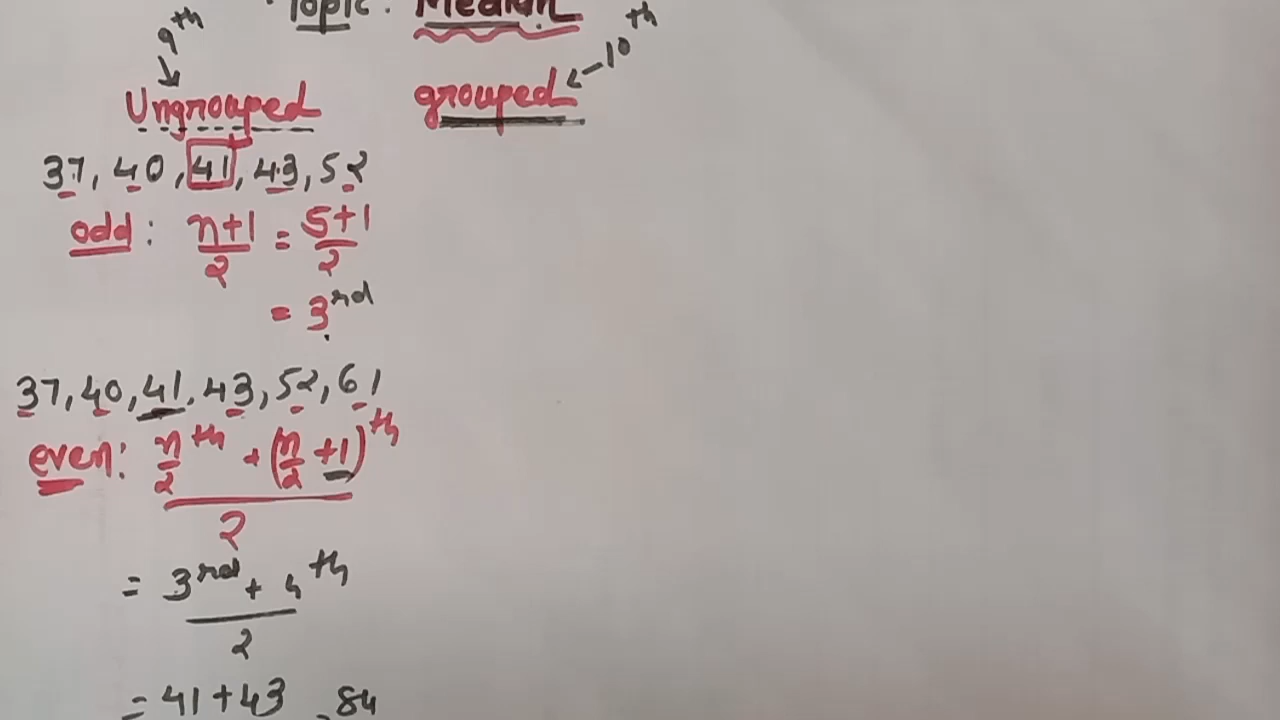 Topic: Median
9th
10th
Ungrouped
grouped
37, 40, 41, 43, 52
odd: n+1/2 = 5+1/2
= 3rd
37, 40, 41, 43, 52, 61
even: n/2 th + (n/2 +1)th
2
= 3rd + 4th
2
= 41+43 = 84